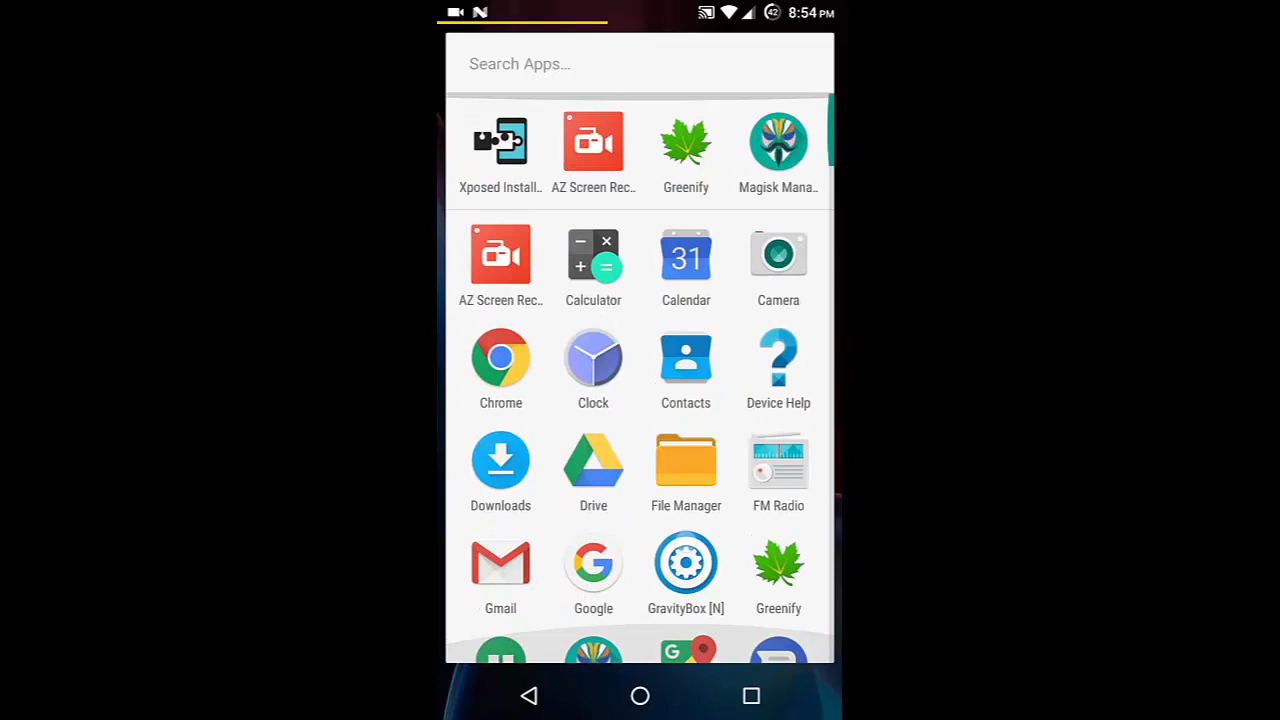 42 8:54 PM
Search Apps...
Xposed Install.. AZ Screen Rec.. Greenify Magisk Mana..
31
AZ Screen Rec.. Calculator Calendar Camera
Chrome Clock Contacts Device Help
Downloads Drive File Manager FM Radio
Gmail Google GravityBox [N] Greenify